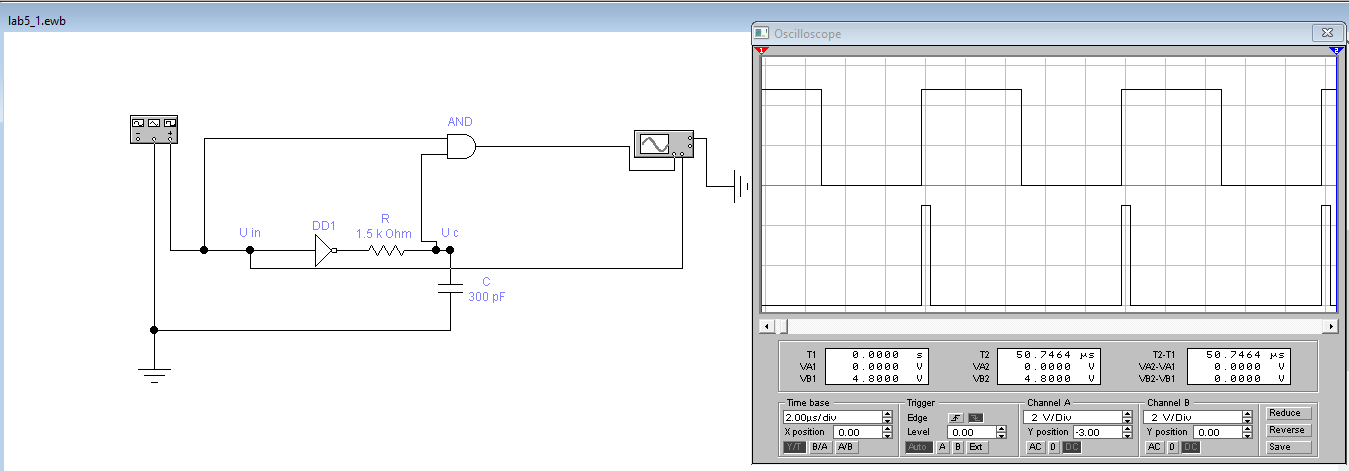 lab5_1.ewb
Oscilloscope
1
2
AND
U in
DD1
R
1.5 k Ohm
U c
C
300 pF
T1 0.0000 s
VA1 0.0000 V
VB1 4.8000 V
T2 50.7464 µs
VA2 0.0000 V
VB2 4.8000 V
T2-T1 50.7464 µs
VA2-VA1 0.0000 V
VB2-VB1 0.0000 V
Time base
2.00µs/div
X position 0.00
Y/T B/A A/B
Trigger
Edge
Level 0.00
Auto A B Ext
Channel A
2 V/Div
Y position -3.00
AC 0 DC
Channel B
2 V/Div
Y position 0.00
AC 0 DC
Reduce
Reverse
Save